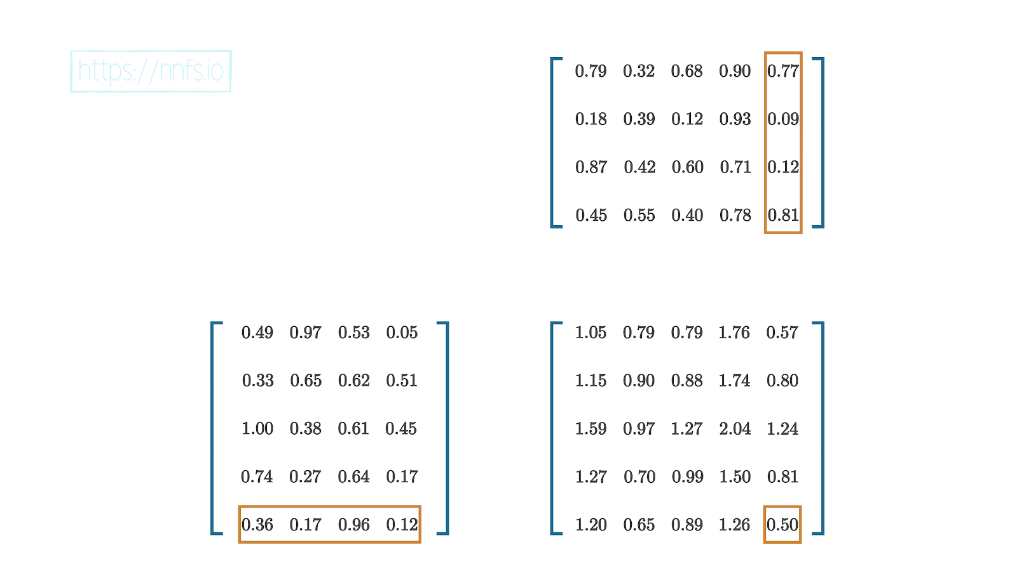 https://nnfs.io
0.79 0.32 0.68 0.90 0.77
0.18 0.39 0.12 0.93 0.09
0.87 0.42 0.60 0.71 0.12
0.45 0.55 0.40 0.78 0.81
0.49 0.97 0.53 0.05
0.33 0.65 0.62 0.51
1.00 0.38 0.61 0.45
0.74 0.27 0.64 0.17
0.36 0.17 0.96 0.12
1.05 0.79 0.79 1.76 0.57
1.15 0.90 0.88 1.74 0.80
1.59 0.97 1.27 2.04 1.24
1.27 0.70 0.99 1.50 0.81
1.20 0.65 0.89 1.26 0.50